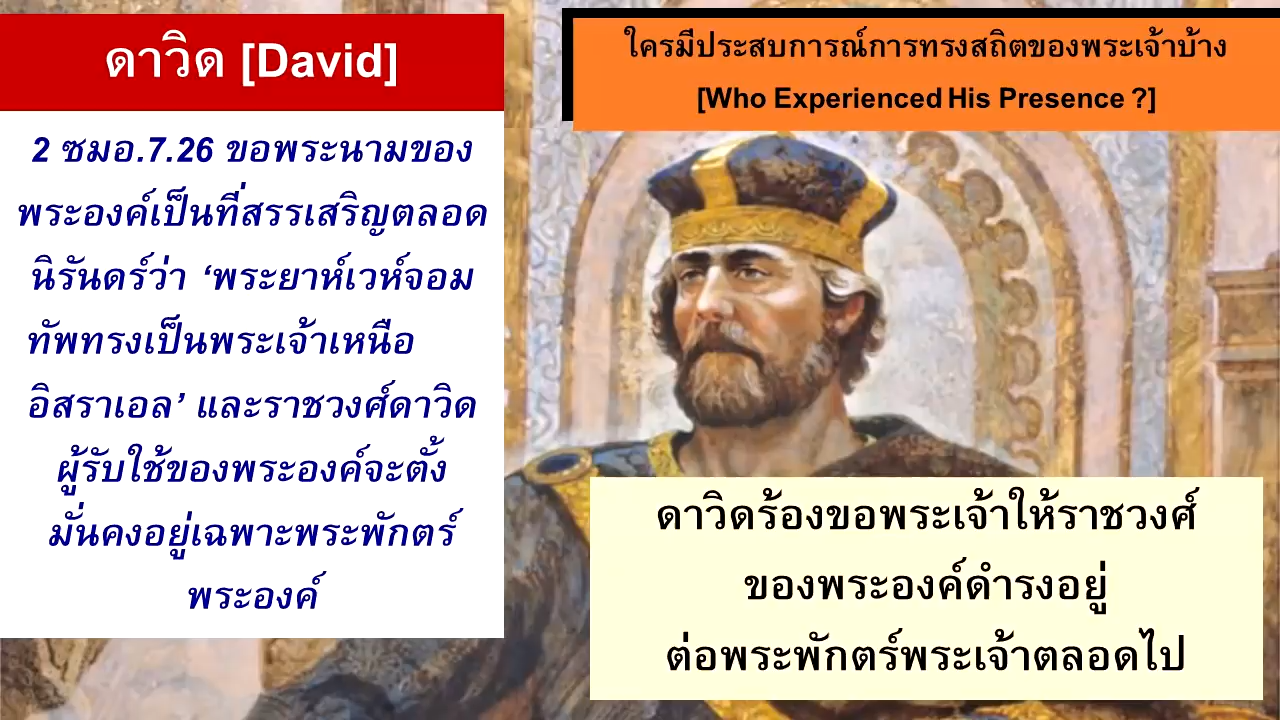 ดาวิด [David]
2 ซมอ.7.26 ขอพระนามของ
พระองค์เป็นที่สรรเสริญตลอด
นิรันดร์ว่า ‘พระยาห์เวห์จอม
ทัพทรงเป็นพระเจ้าเหนือ
อิสราเอล’ และราชวงศ์ดาวิด
ผู้รับใช้ของพระองค์จะตั้ง
มั่นคงอยู่เฉพาะพระพักตร์
พระองค์
ใครมีประสบการณ์การทรงสถิตของพระเจ้าบ้าง
[Who Experienced His Presence ?]
ดาวิดร้องขอพระเจ้าให้ราชวงศ์
ของพระองค์ดำรงอยู่
ต่อพระพักตร์พระเจ้าตลอดไป